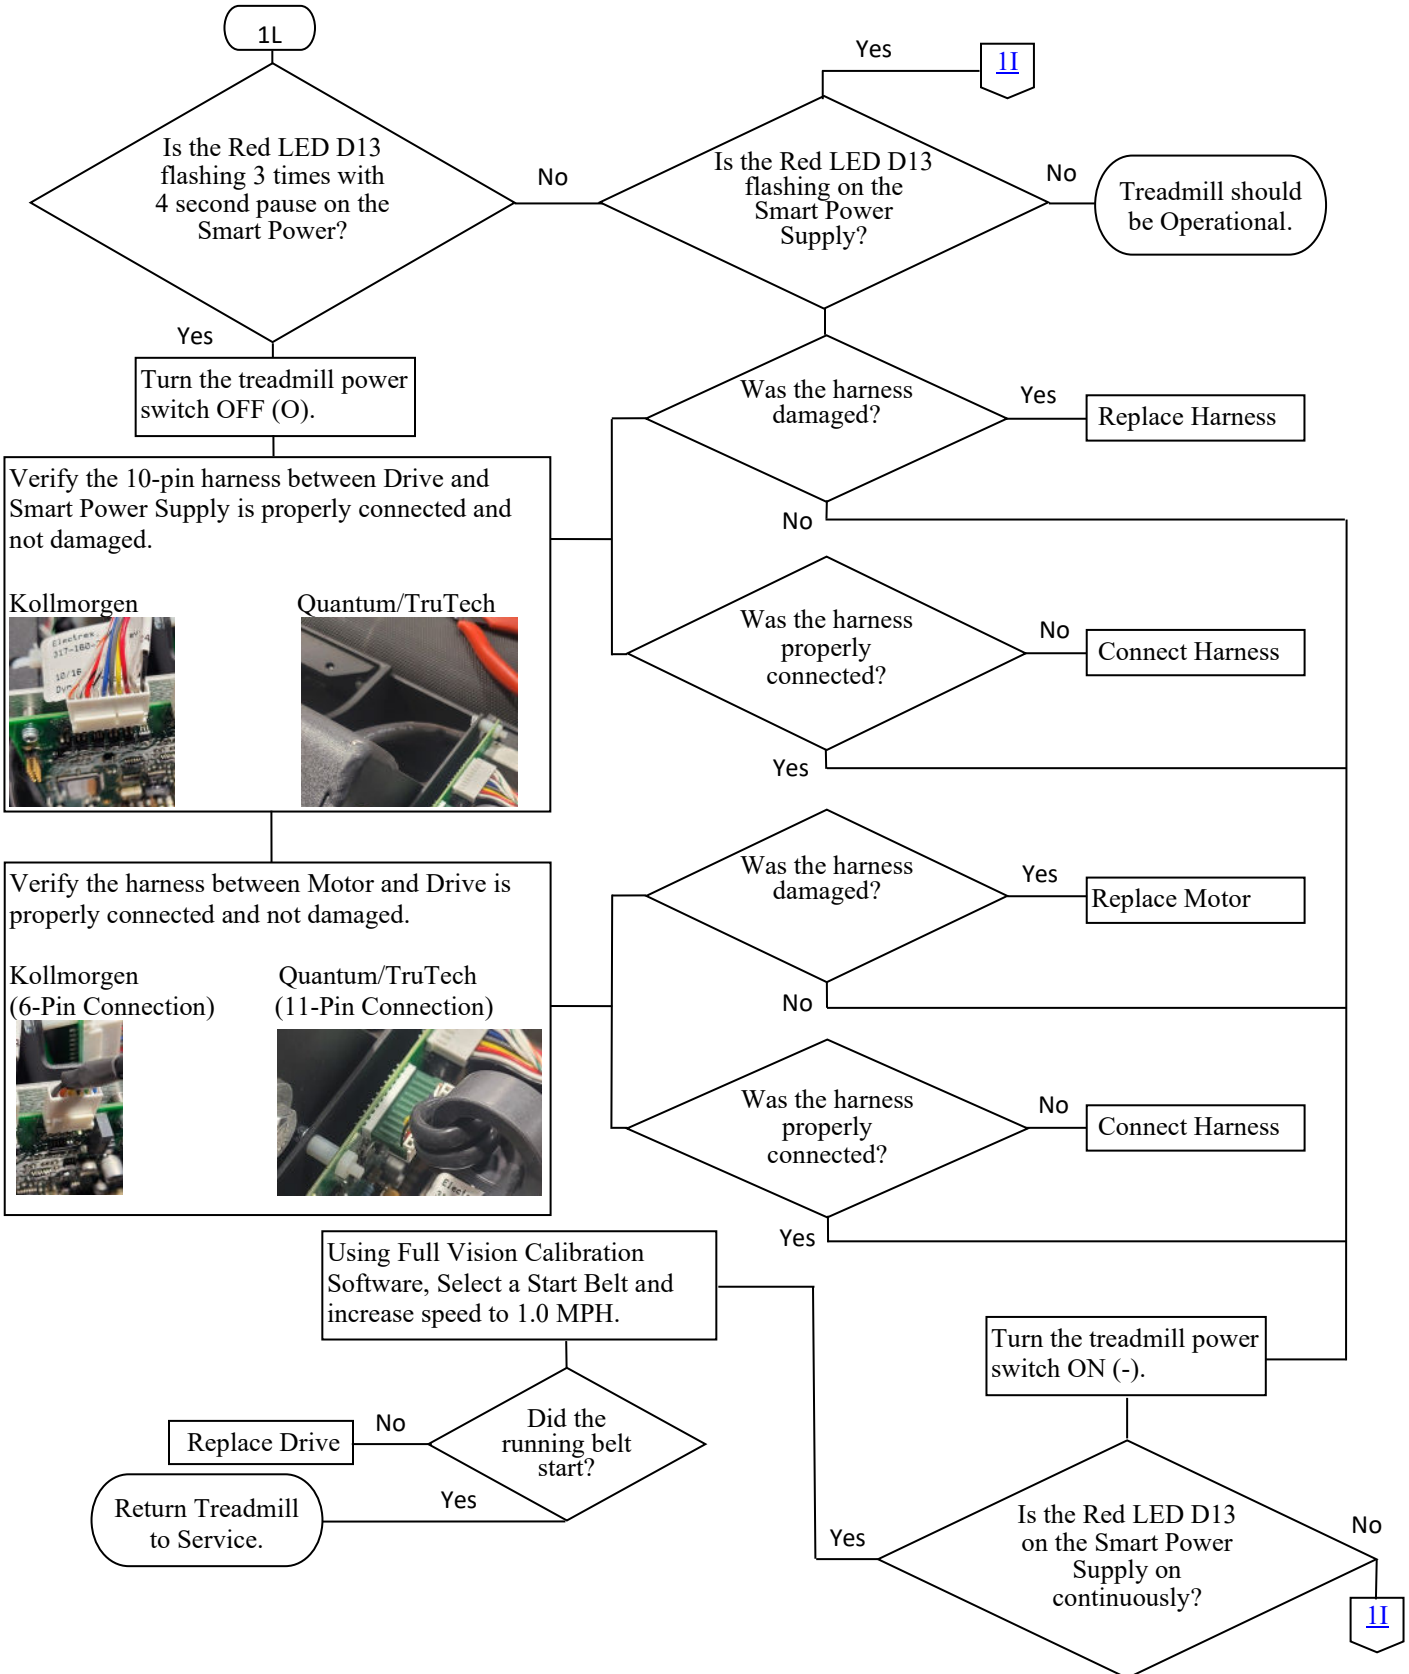 1L
Yes
1I
Is the Red LED D13
flashing 3 times with
4 second pause on the
Smart Power?
No
Is the Red LED D13
flashing on the
Smart Power
Supply?
No
Treadmill should
be Operational.
Yes
Turn the treadmill power
switch OFF (O).
Was the harness
damaged?
Yes
Replace Harness
No
Verify the 10-pin harness between Drive and
Smart Power Supply is properly connected and
not damaged.
Kollmorgen
Quantum/TruTech
Electrex.
317-160-
10/16
Dyn
Was the harness
properly
connected?
No
Connect Harness
Yes
Verify the harness between Motor and Drive is
properly connected and not damaged.
Kollmorgen
(6-Pin Connection)
Quantum/TruTech
(11-Pin Connection)
Electr
Was the harness
damaged?
Yes
Replace Motor
No
Was the harness
properly
connected?
No
Connect Harness
Yes
Using Full Vision Calibration
Software, Select a Start Belt and
increase speed to 1.0 MPH.
Turn the treadmill power
switch ON (-).
Did the
running belt
start?
No
Replace Drive
Yes
Return Treadmill
to Service.
Is the Red LED D13
on the Smart Power
Supply on
continuously?
Yes
No
1I